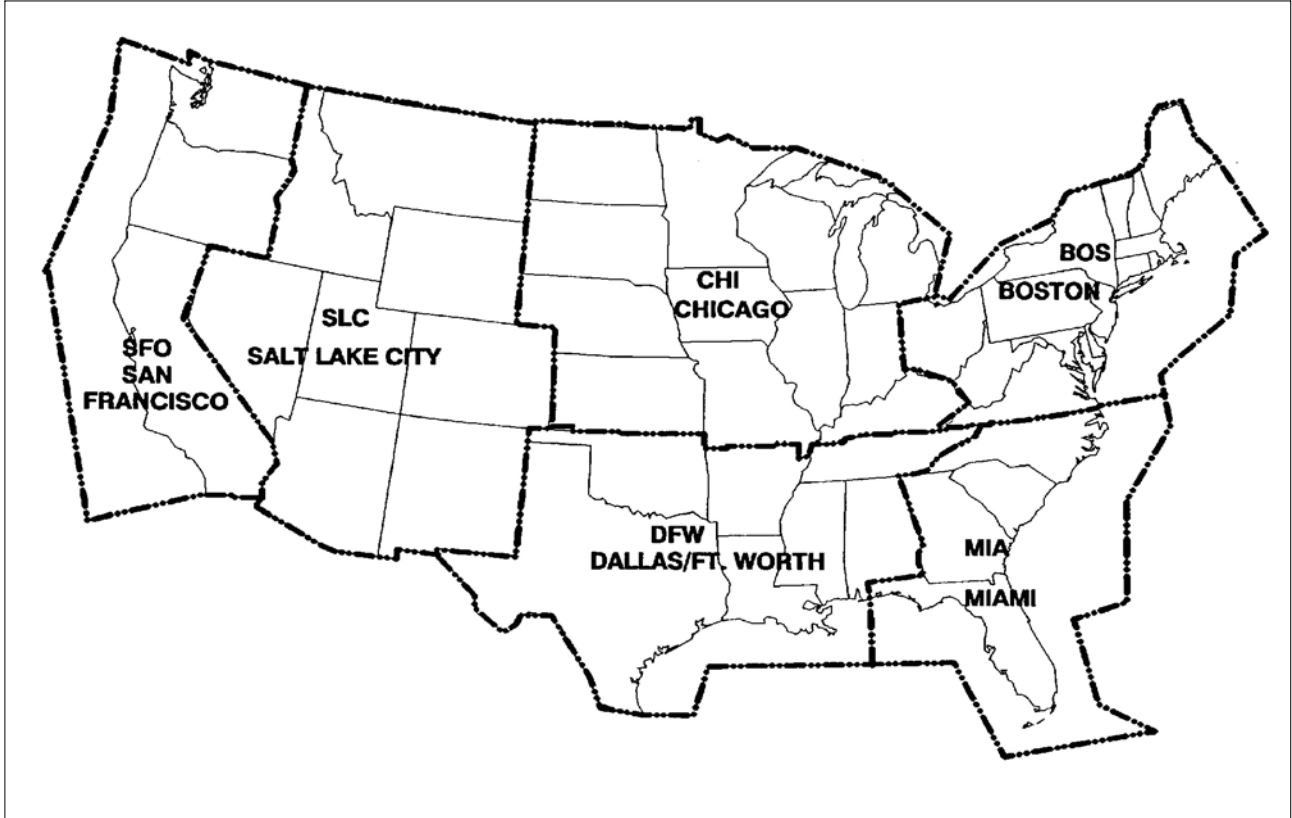 SFO
SAN
FRANCISCO
SLC
SALT LAKE CITY
CHI
CHICAGO
BOS
BOSTON
DFW
DALLAS/FT. WORTH
MIA
MIAMI